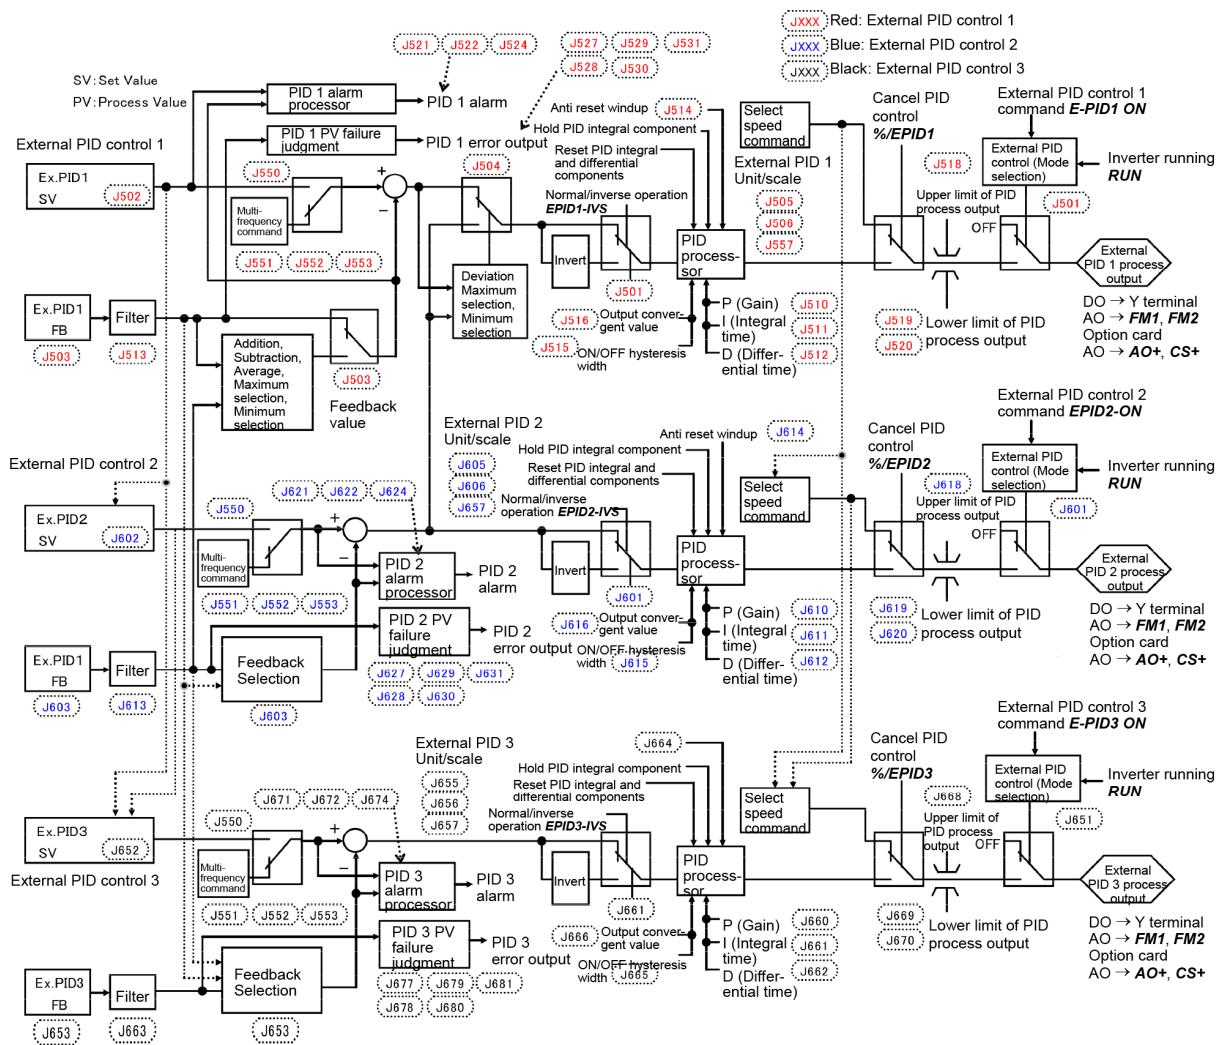 JXXX Red: External PID control 1
JXXX Blue: External PID control 2
JXXX Black: External PID control 3
SV: Set Value
PV: Process Value
J521 J522 J524
J527 J529 J531
J528 J530
PID 1 alarm
processor
PID 1 alarm
PID 1 PV failure
judgment
PID 1 error output
External PID control 1
Ex.PID1
SV
J502
J550
Multi-
frequency
command
J551 J552 J553
+
−
J504
Deviation
Maximum
selection,
Minimum
selection
Anti reset windup
J514
Hold PID integral component
Reset PID integral
and differential
components
Normal/inverse operation
EPID1-IVS
Invert
J501
PID
process-
sor
External PID 1
Unit/scale
J505
J506
J557
Select
speed
command
Cancel PID
control
%/EPID1
External PID control 1
command E-PID1 ON
External PID
control (Mode
selection)
Inverter running
RUN
J518
Upper limit of PID
process output
J501
OFF
External
PID 1 process
output
DO → Y terminal
AO → FM1, FM2
Option card
AO → AO+, CS+
J516
Output conver-
gent value
J515
ON/OFF hysteresis
width
P (Gain)
J510
I (Integral
time)
J511
D (Differ-
ential time)
J512
J519
J520
Lower limit of PID
process output
Ex.PID1
FB
J503
Filter
J513
Addition,
Subtraction,
Average,
Maximum
selection,
Minimum
selection
J503
Feedback
value
External PID control 2
Ex.PID2
SV
J602
J550
Multi-
frequency
command
J551 J552 J553
J621 J622 J624
+
−
PID 2
alarm
processor
PID 2
alarm
PID 2 PV
failure
judgment
PID 2
error output
J627 J629 J631
J628 J630
External PID 2
Unit/scale
J605
J606
J657
Anti reset windup
J614
Hold PID integral component
Reset PID integral and
differential components
Normal/inverse
operation EPID2-IVS
Invert
J601
PID
process-
sor
Select
speed
command
Cancel PID
control
%/EPID2
External PID control 2
command EPID2-ON
External PID
control (Mode
selection)
Inverter running
RUN
J618
Upper limit of PID
process output
J601
OFF
External
PID 2 process
output
DO → Y terminal
AO → FM1, FM2
Option card
AO → AO+, CS+
J616
Output conver-
gent value
ON/OFF hysteresis
width
J615
P (Gain)
J610
I (Integral
time)
J611
D (Differ-
ential time)
J612
J619
J620
Lower limit of PID
process output
Ex.PID1
FB
J603
Filter
J613
Feedback
Selection
J603
Ex.PID3
SV
J652
External PID control 3
J550
Multi-
frequency
command
J551 J552 J553
J671 J672 J674
+
−
PID 3
alarm
processor
PID 3
alarm
PID 3 PV
failure
judgment
PID 3
error output
J677 J679 J681
J678 J680
External PID 3
Unit/scale
J655
J656
J657
J664
Hold PID integral component
Reset PID integral and
differential components
Normal/inverse
operation EPID3-IVS
Invert
J661
PID
process-
sor
Select
speed
command
Cancel PID
control
%/EPID3
External PID control 3
command E-PID3 ON
External PID
control (Mode
selection)
Inverter running
RUN
J668
Upper limit of
PID process
output
J651
OFF
External
PID 3 process
output
DO → Y terminal
AO → FM1, FM2
Option card
AO → AO+, CS+
J666
Output conver-
gent value
ON/OFF hysteresis
width
J665
P (Gain)
J660
I (Integral
time)
J661
D (Differ-
ential time)
J662
J669
J670
Lower limit of PID
process output
Ex.PID3
FB
J653
Filter
J663
Feedback
Selection
J653